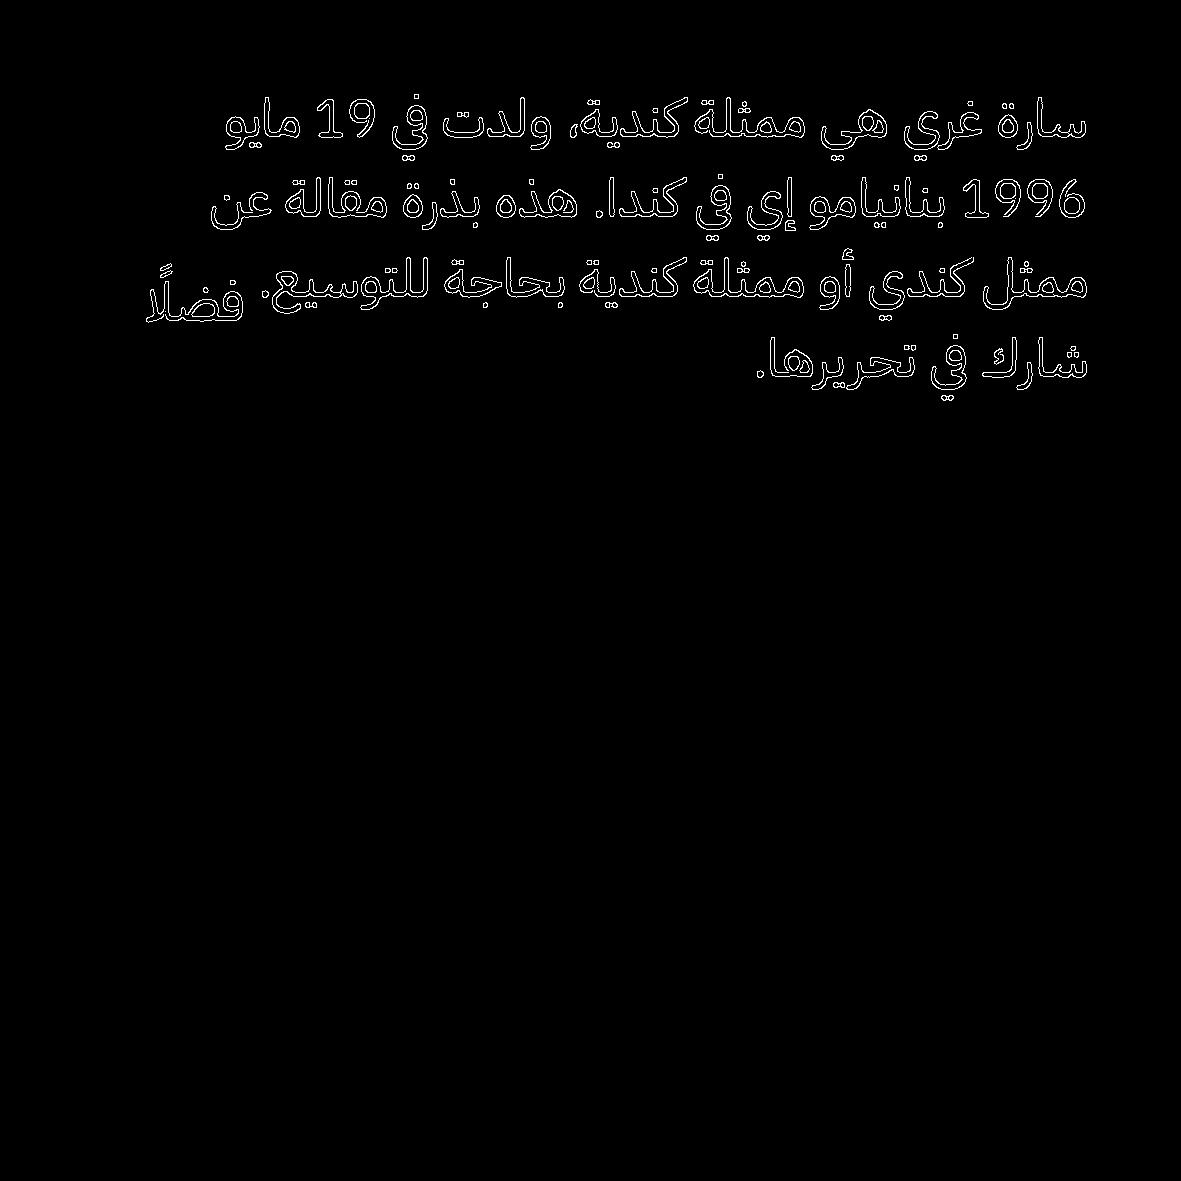 سارة غري هي ممثلة كندية، ولدت في 19 مايو
1996 بنانيامو إي في كندا. هذه بذرة مقالة عن
ممثل كندي أو ممثلة كندية بحاجة للتوسيع. فضلًا
شارك في تحريرها.